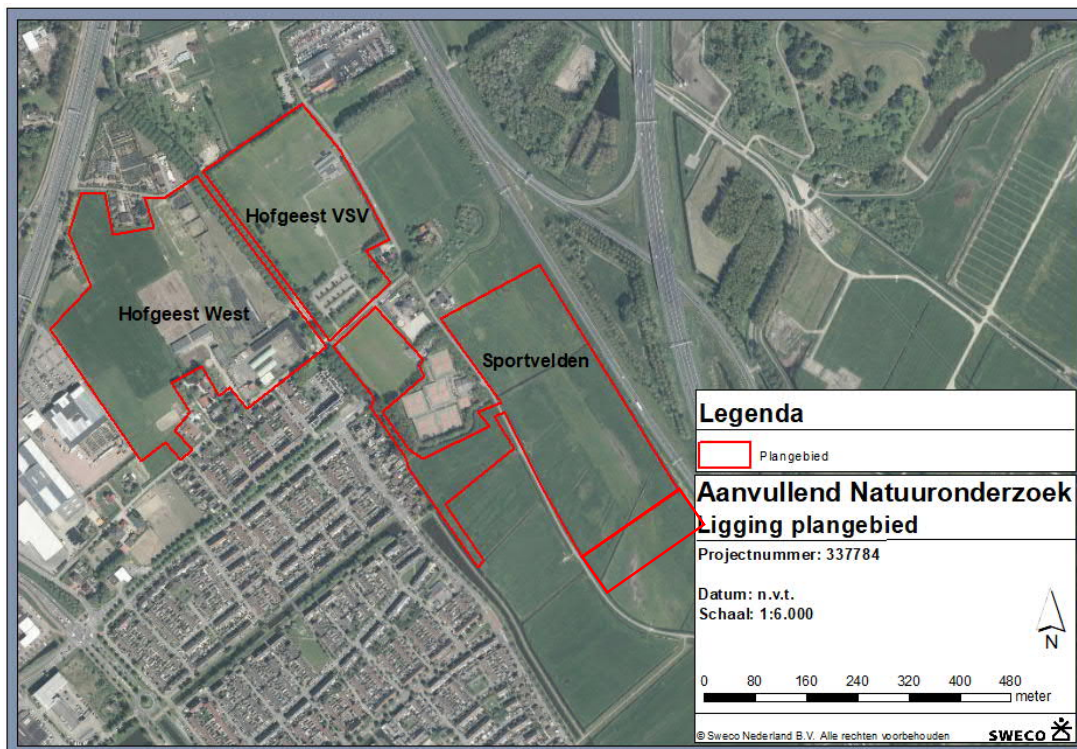 Hofgeest VSV
Hofgeest West
Sportvelden
Legenda
Plangebied
Aanvullend Natuuronderzoek
Ligging plangebied
Projectnummer: 337784
Datum: n.v.t.
Schaal: 1:6.000
N
0 80 160 240 320 400 480
meter
© Sweco Nederland B.V. Alle rechten voorbehouden
SWECO